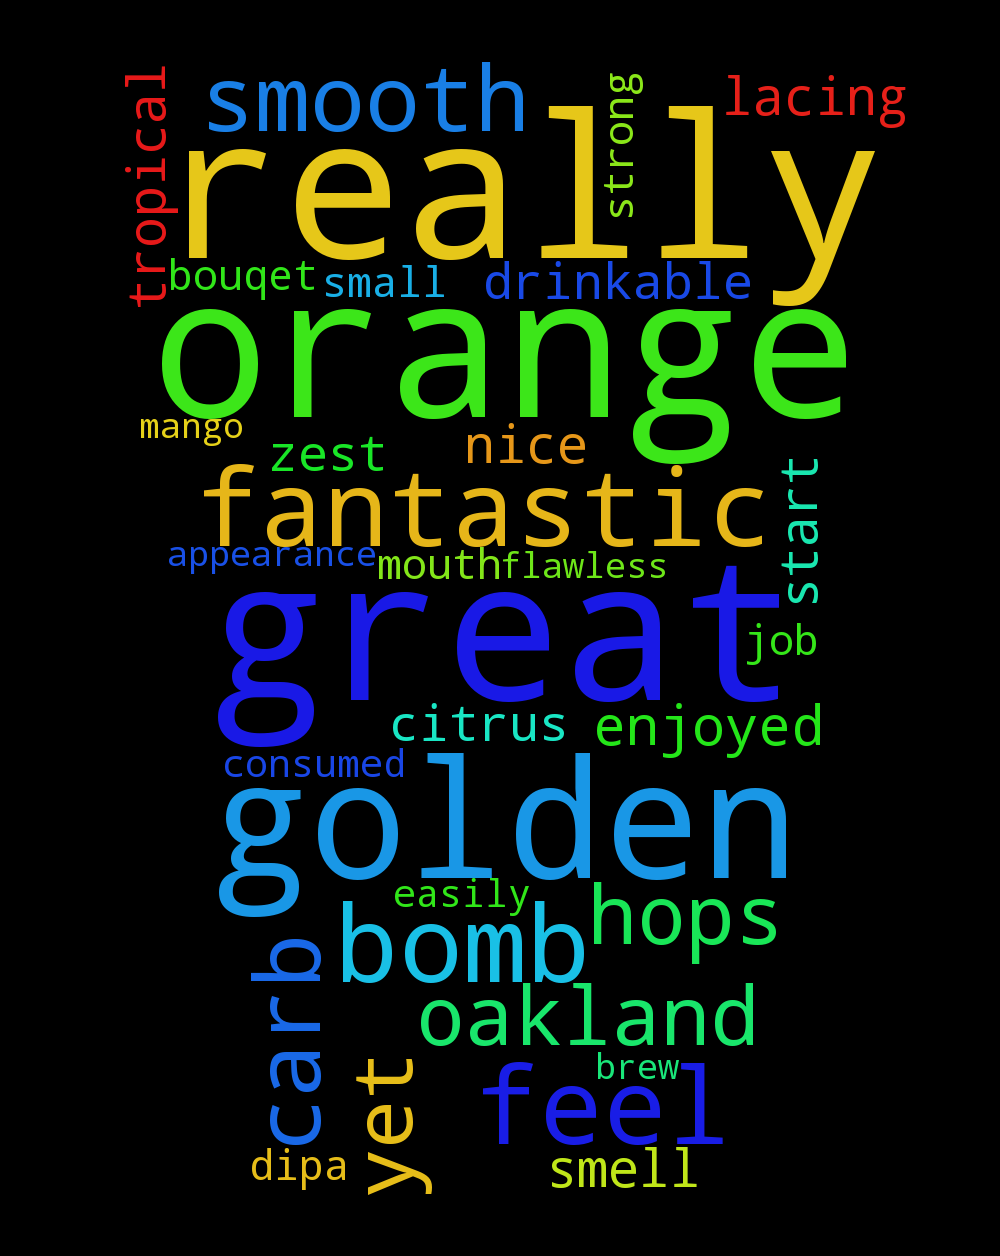 tropical
smooth
strong
lacing
really
bouqet
small
drinkable
orange
mango
zest
nice
fantastic
start
appearance
mouth
flawless
great
job
citrus
enjoyed
consumed
golden
easily
hops
bomb
carb
oakland
brew
feel
yet
dipa
smell